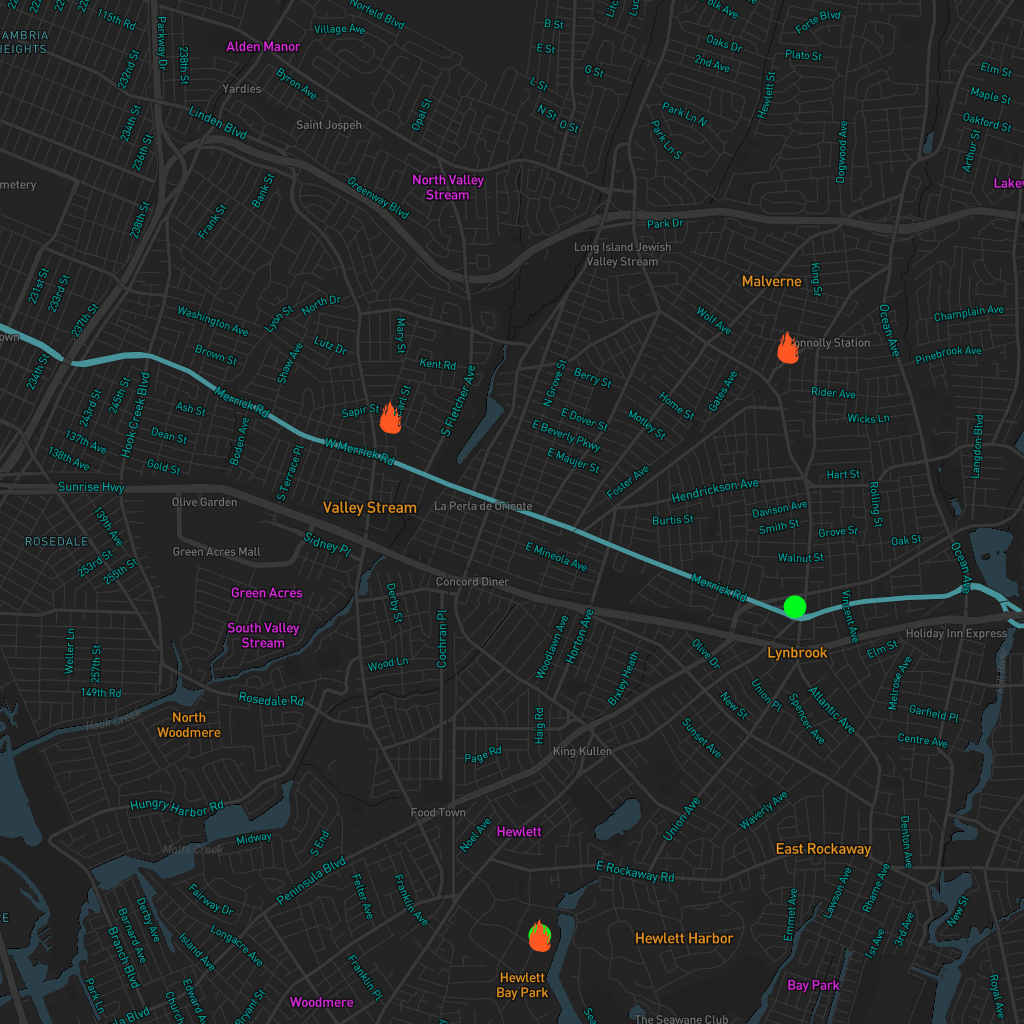 115th Rd
Norfeld Blvd
Village Ave
B St
Forte Blvd
HEIGHTS
Alden Manor
Parkway Dr
238th St
232nd St
E St
Oaks Dr
Plato St
2nd Ave
G St
Elm St
Yardies
Byron Ave
L St
Hewlett St
Maple St
Opal St
N St
O St
Park Ln N
Oakford St
234th St
Linden Blvd
Saint Jospeh
236th St
Park Ln S
Dogwood Ave
Arthur St
North Valley
Stream
Bank St
Greenway Blvd
238th St
Frank St
Park Dr
Long Island Jewish
Valley Stream
Malverne
King St
231st St
233rd St
237th St
Washington Ave
Lyon St
North Dr
Mary St
Wolf Ave
Ocean Ave
Champlain Ave
Lutz Dr
Brown St
Shaw Ave
Kent Rd
Pinebrook Ave
234th St
N Grove St
Berry St
S Fletcher Ave
Gates Ave
Rider Ave
243rd St
245th St
Hook Creek Blvd
Merrick Rd
Home St
Ash St
Sapir St
E Dover St
Motley St
Wicks Ln
137th Ave
Dean St
Boden Ave
E Beverly Pkwy
Langdon Blvd
138th Ave
Gold St
S Terrace Pl
W Merrick Rd
E Maujer St
Foster Ave
Hart St
Sunrise Hwy
Hendrickson Ave
Rolling St
Olive Garden
Valley Stream
La Perla de Oriente
Davison Ave
139th Ave
Burtis St
Smith St
Grove St
ROSEDALE
Sidney Pl
Oak St
Green Acres Mall
253rd St
255th St
E Mineola Ave
Walnut St
Ocean Ave
Concord Diner
Merrick Rd
Green Acres
Derby St
Vincent Ave
South Valley
Stream
Cochran Pl
Woodlawn Ave
Horton Ave
Holiday Inn Express
Weller Ln
257th St
Olive Dr
Lynbrook
Elm St
Wood Ln
Bixley Heath
Melrose Ave
149th Rd
Rosedale Rd
New St
Union Pl
Spencer Ave
Atlantic Ave
Garfield Pl
Hook Creek
North
Woodmere
Haig Rd
Sunset Ave
Centre Ave
Page Rd
King Kullen
Hungry Harbor Rd
Food Town
Union Ave
Waverly Ave
Midway
S End
Noel Ave
Hewlett
Denton Ave
Motts Creek
East Rockaway
Peninsula Blvd
E Rockaway Rd
Fairway Dr
Felter Ave
Franklin Ave
Emmet Ave
Lawson Ave
Rhame Ave
Derby Ave
Barnard Ave
New St
3rd Ave
Longacre Ave
Hewlett Harbor
1st Ave
Branch Blvd
Island Ave
Franklin Pl
Hewlett
Bay Park
Bay Park
Park Ln
Edward Ave
Bryant St
Woodmere
Royal Ave
The Seawane Club